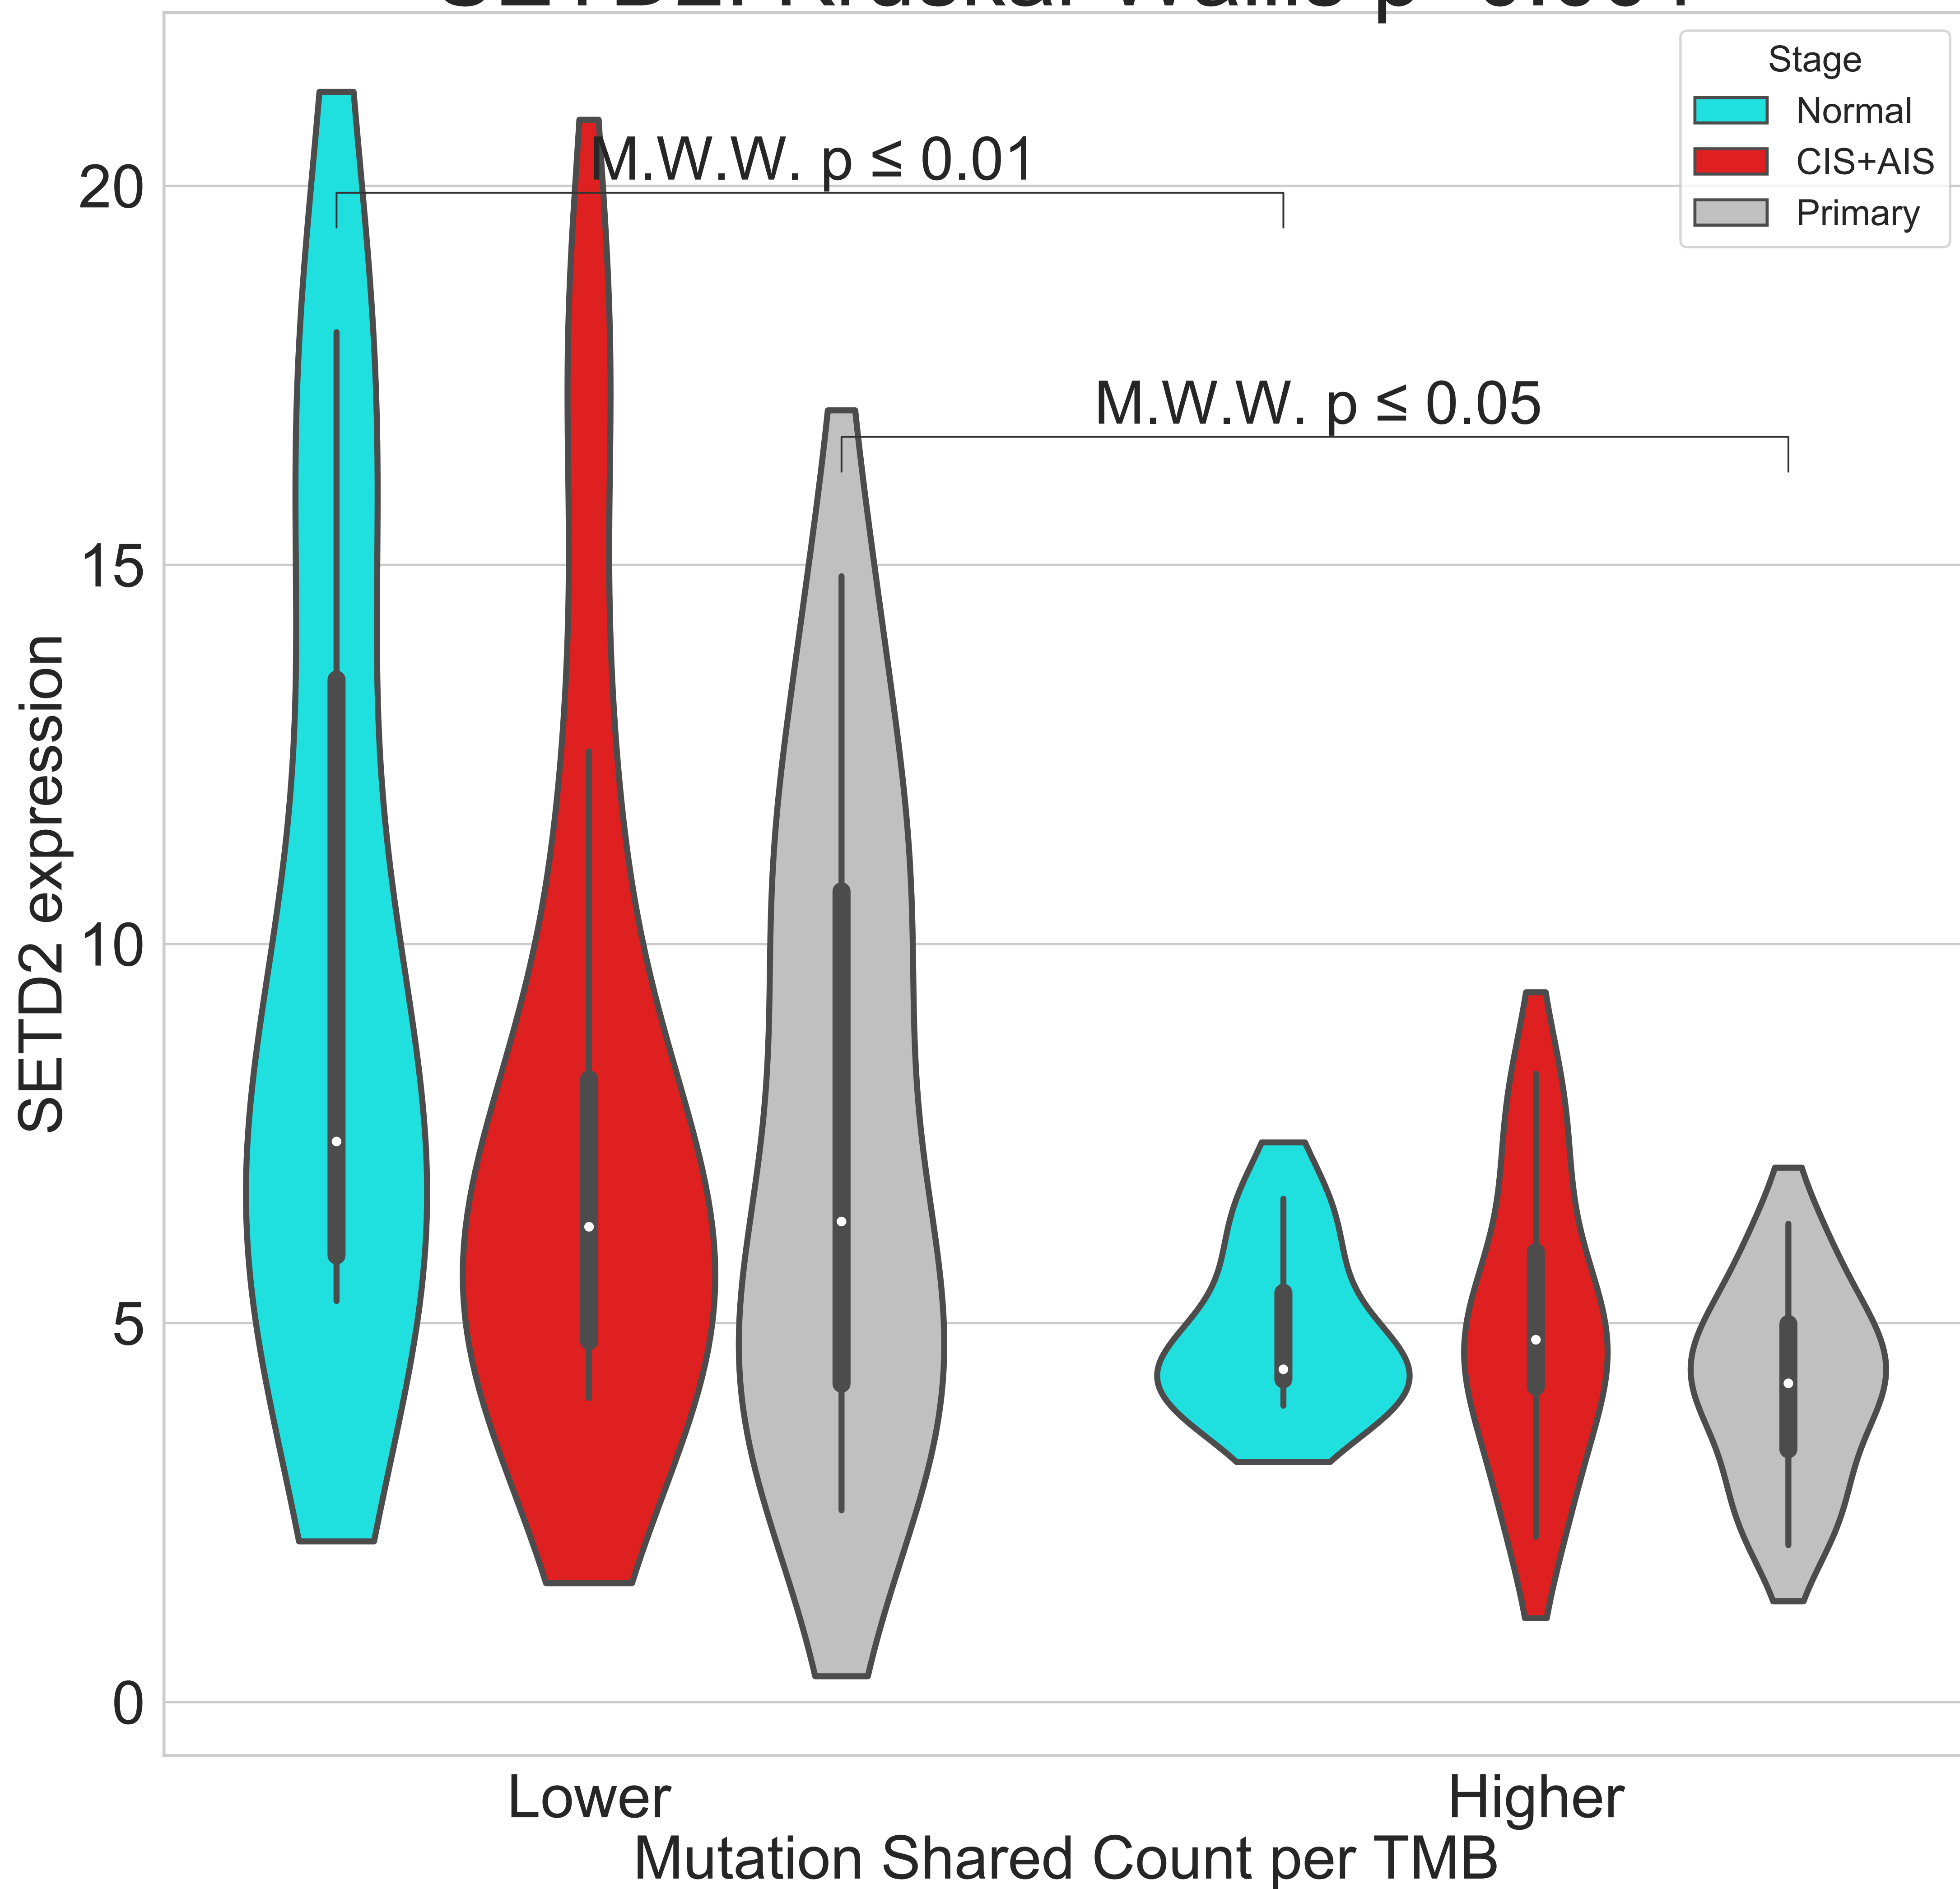 Stage
Normal
CIS+AIS
Primary
M.W.W. p ≤ 0.01
M.W.W. p ≤ 0.05
20
15
10
5
0
SETD2 expression
Lower
Higher
Mutation Shared Count per TMB